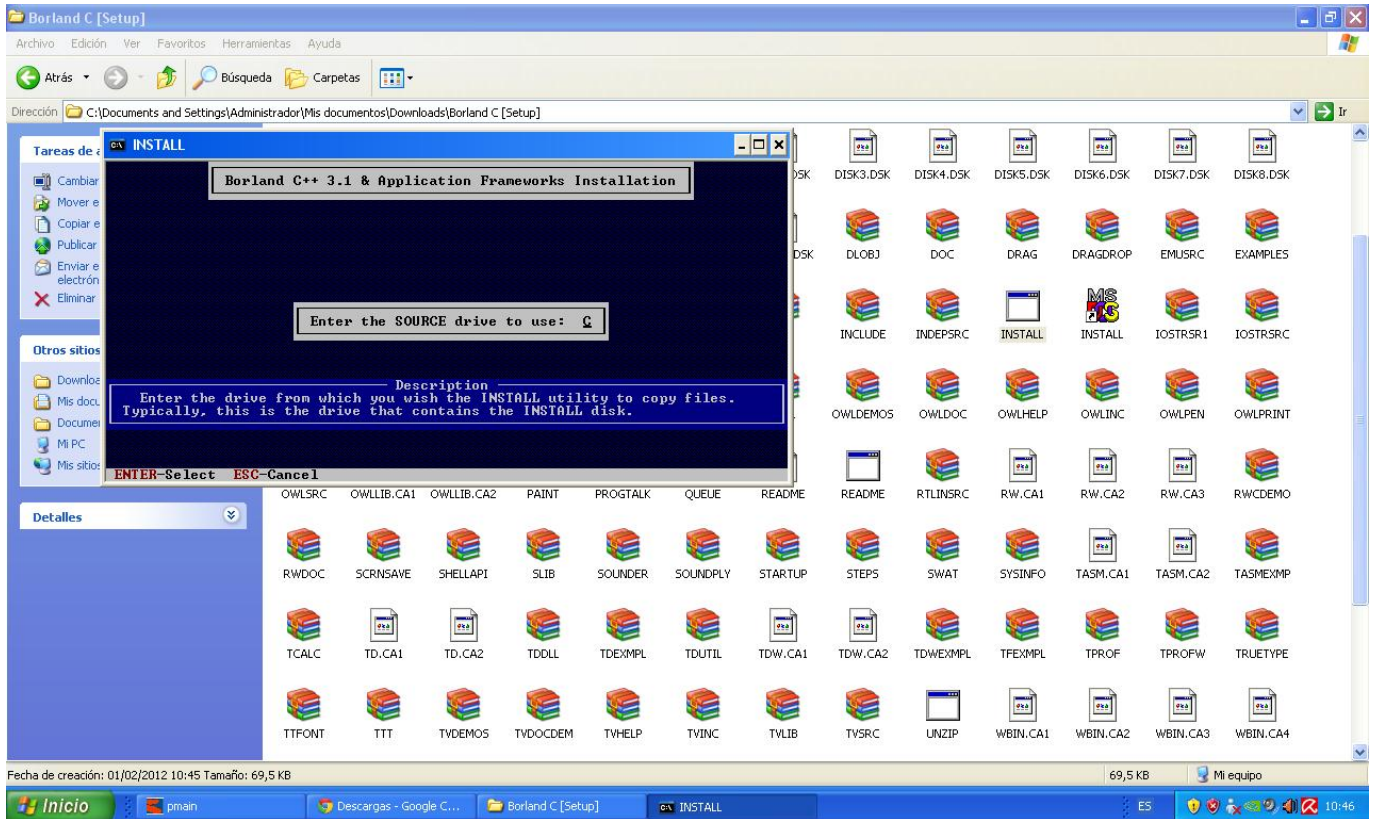 Borland C [Setup]
Archivo Edición Ver Favoritos Herramientas Ayuda
Atrás Búsqueda Carpetas
Dirección C:\Documents and Settings\Administrador\Mis documentos\Downloads\Borland C [Setup] Ir
Tareas de
Cambiar
Mover
Copiar
Publicar
Enviar
electrón
Eliminar
Otros sitios
Mi PC
Mis sitios
Detalles
INSTALL
Borland C++ 3.1 & Application Frameworks Installation
Enter the SOURCE drive to use: C
Description
Enter the drive from which you wish the INSTALL utility to copy files.
Typically, this is the drive that contains the INSTALL disk.
ENTER-Select ESC-Cancel
DISK3.DSK DISK4.DSK DISK5.DSK DISK6.DSK DISK7.DSK DISK8.DSK
DLOBJ DOC DRAG DRAGDROP EMUSRC EXAMPLES
INCLUDE INDEPSRC INSTALL INSTALL IOSTRSR1 IOSTRSRC
OWLDEMOS OWLDOC OWLHELP OWLINC OWLPEN OWLPRINT
OWLSRC OWLLIB.CA1 OWLLIB.CA2 PAINT PROGTALK QUEUE README README RTLINSRC RW.CA1 RW.CA2 RW.CA3 RWCDEMO
RWDOC SCRNSAVE SHELLAPI SLIB SOUNDER SOUNDPLY STARTUP STEPS SWAT SYSINFO TASM.CA1 TASM.CA2 TASMEXMP
TCALC TD.CA1 TD.CA2 TDDLL TDEXMPL TDUTIL TDW.CA1 TDW.CA2 TDWEXMPL TFEXMPL TPROF TPROFW TRUETYPE
TTFONT TTT TVDEMOS TVDOCDEM TVHELP TVINC TVLIB TVSRC UNZIP WBIN.CA1 WBIN.CA2 WBIN.CA3 WBIN.CA4
Fecha de creación: 01/02/2012 10:45 Tamaño: 69,5 KB 69,5 KB Mi equipo
Inicio pmain Descargas - Google C... Borland C [Setup] INSTALL ES 10:46